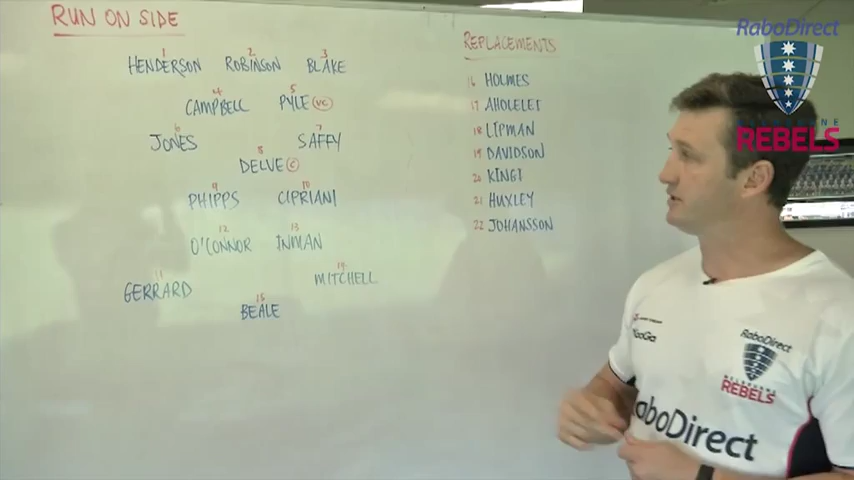 RUN ON SIDE
1 2 3
HENDERSON ROBINSON BLAKE
4 5
CAMPBELL PYLE VC
6 7
JONES SAFFY
8
DELVE C
9 10
PHIPPS CIPRIANI
12 13
O'CONNOR INMAN
11 14
GERRARD MITCHELL
15
BEALE
REPLACEMENTS
16 HOLMES
17 AHOLELEI
18 LIPMAN
19 DAVIDSON
20 KINGI
21 HUXLEY
22 JOHANSSON
RaboDirect
MELBOURNE
REBELS
RaboDirect
MELBOURNE
REBELS
RaboDirect